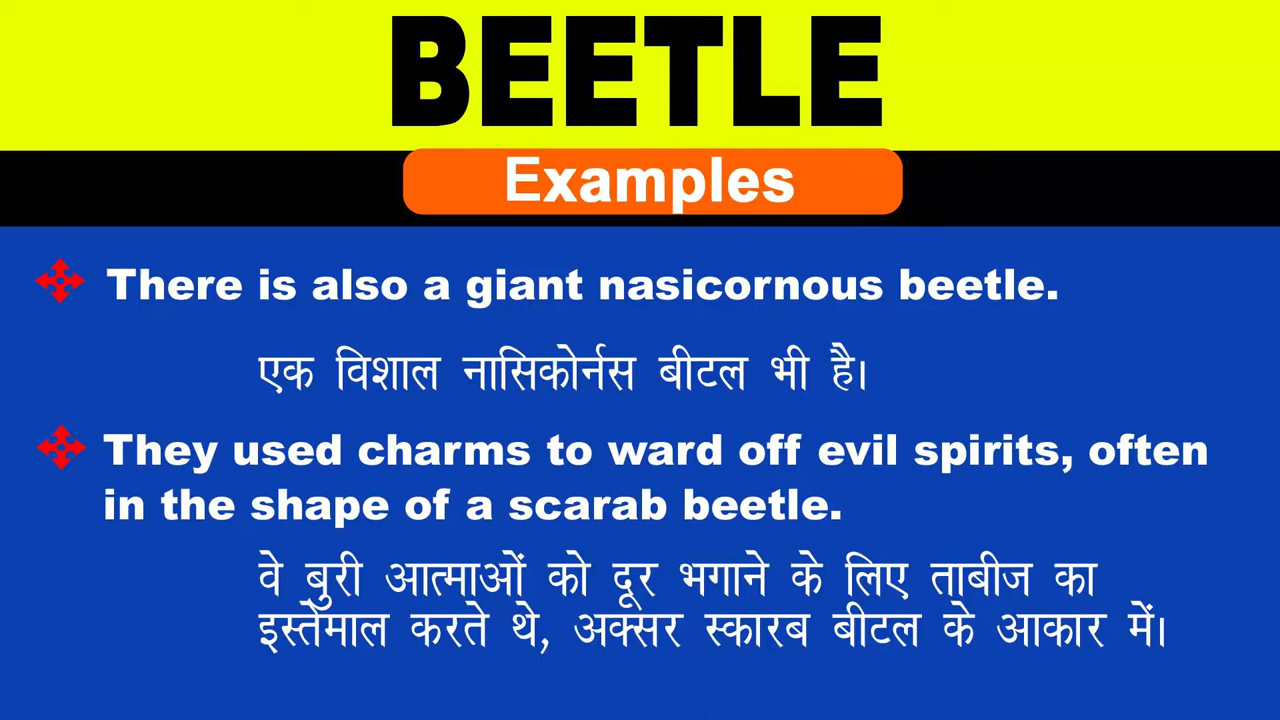 BEETLE
Examples
There is also a giant nasicornous beetle.
एक विशाल नासिकोर्नस बीटल भी है।
They used charms to ward off evil spirits, often
in the shape of a scarab beetle.
वे बुरी आत्माओं को दूर भगाने के लिए ताबीज का
इस्तेमाल करते थे, अक्सर स्कारब बीटल के आकार में।